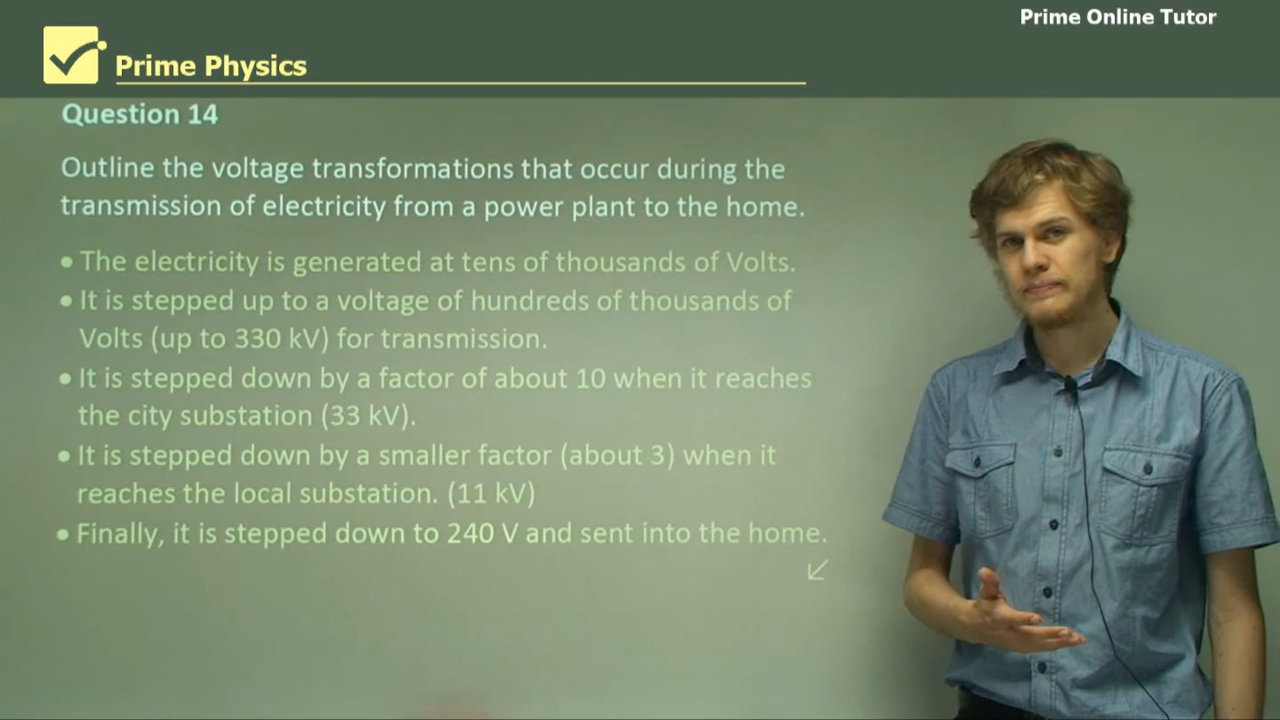 Prime Online Tutor
Prime Physics
Question 14
Outline the voltage transformations that occur during the
transmission of electricity from a power plant to the home.
• The electricity is generated at tens of thousands of Volts.
• It is stepped up to a voltage of hundreds of thousands of
Volts (up to 330 kV) for transmission.
• It is stepped down by a factor of about 10 when it reaches
the city substation (33 kV).
• It is stepped down by a smaller factor (about 3) when it
reaches the local substation. (11 kV)
• Finally, it is stepped down to 240 V and sent into the home.